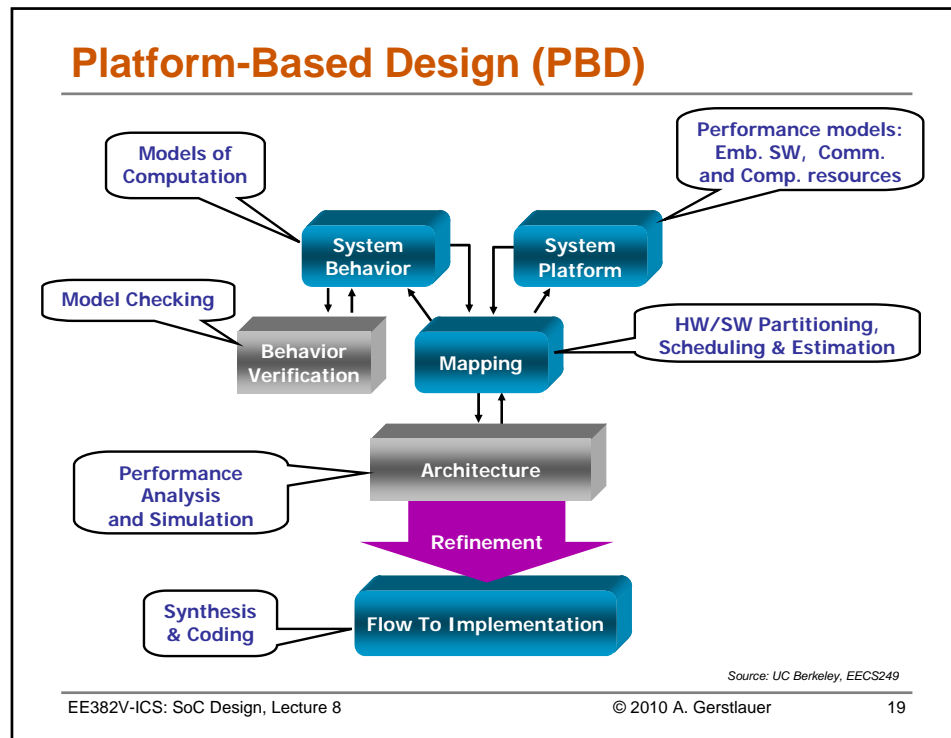 Platform-Based Design (PBD)
Models of
Computation
Performance models:
Emb. SW, Comm.
and Comp. resources
System
Behavior
System
Platform
Model Checking
Behavior
Verification
Mapping
HW/SW Partitioning,
Scheduling & Estimation
Architecture
Performance
Analysis
and Simulation
Refinement
Synthesis
& Coding
Flow To Implementation
Source: UC Berkeley, EECS249
EE382V-ICS: SoC Design, Lecture 8
© 2010 A. Gerstlauer
19